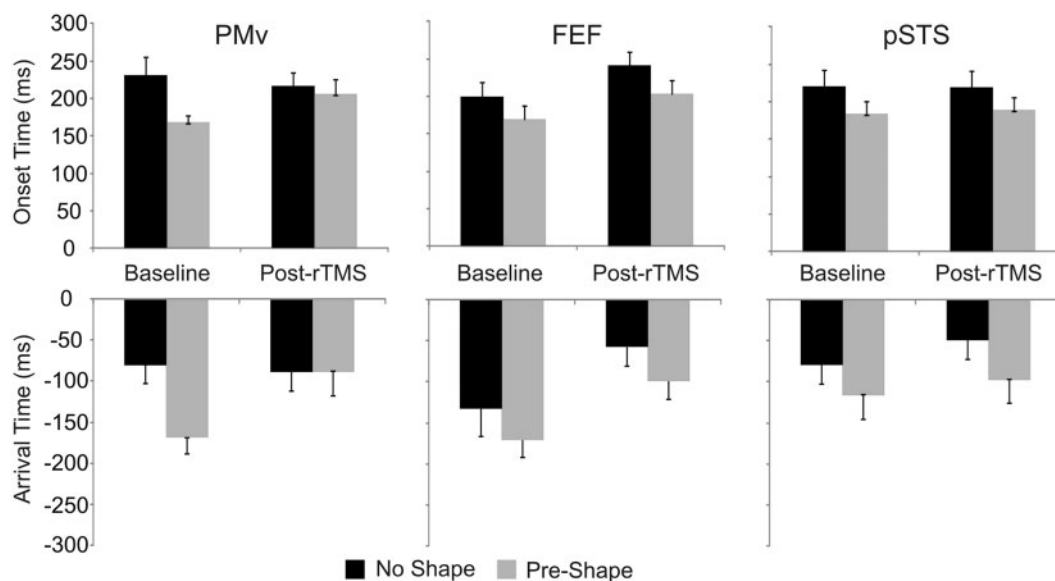 PMv FEF pSTS
Onset Time (ms)
300
250
200
150
100
50
0
Baseline Post-rTMS Baseline Post-rTMS Baseline Post-rTMS
Arrival Time (ms)
0
-50
-100
-150
-200
-250
-300
No Shape Pre-Shape